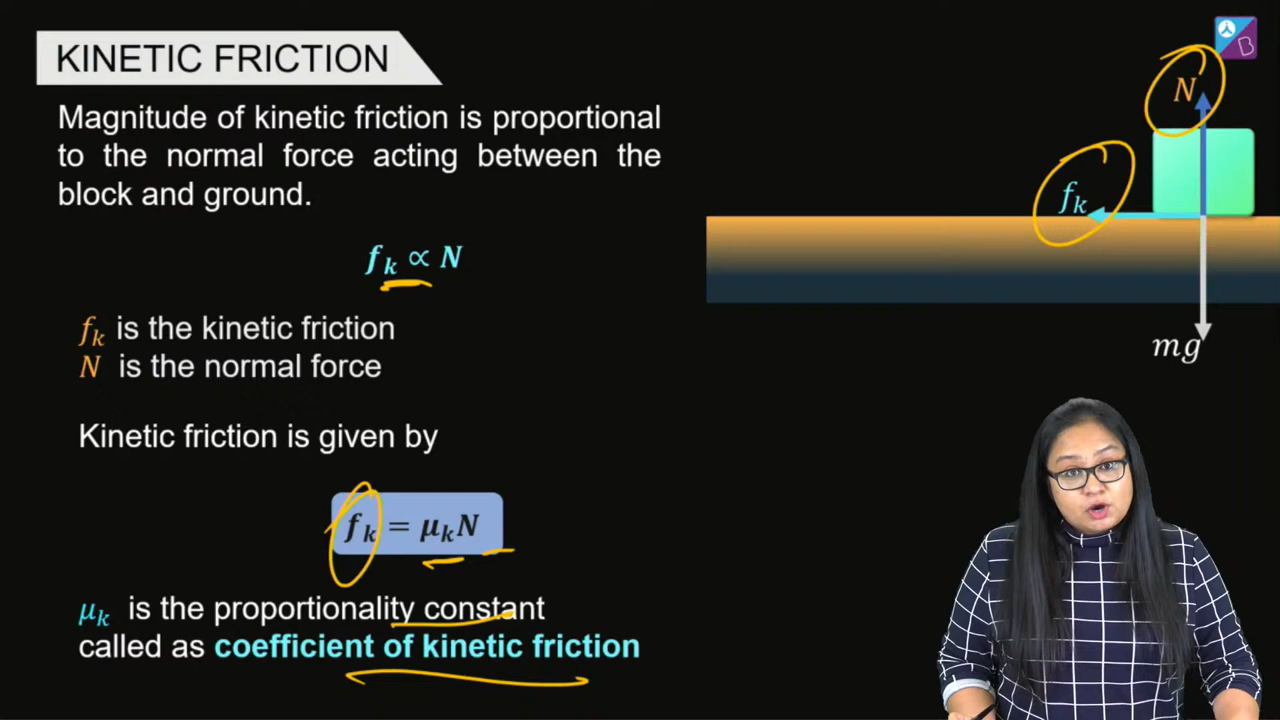 KINETIC FRICTION
Magnitude of kinetic friction is proportional
to the normal force acting between the
block and ground.
f_k ∝ N
f_k is the kinetic friction
N is the normal force
Kinetic friction is given by
f_k = μ_k N
μ_k is the proportionality constant
called as coefficient of kinetic friction
N
f_k
mg
B